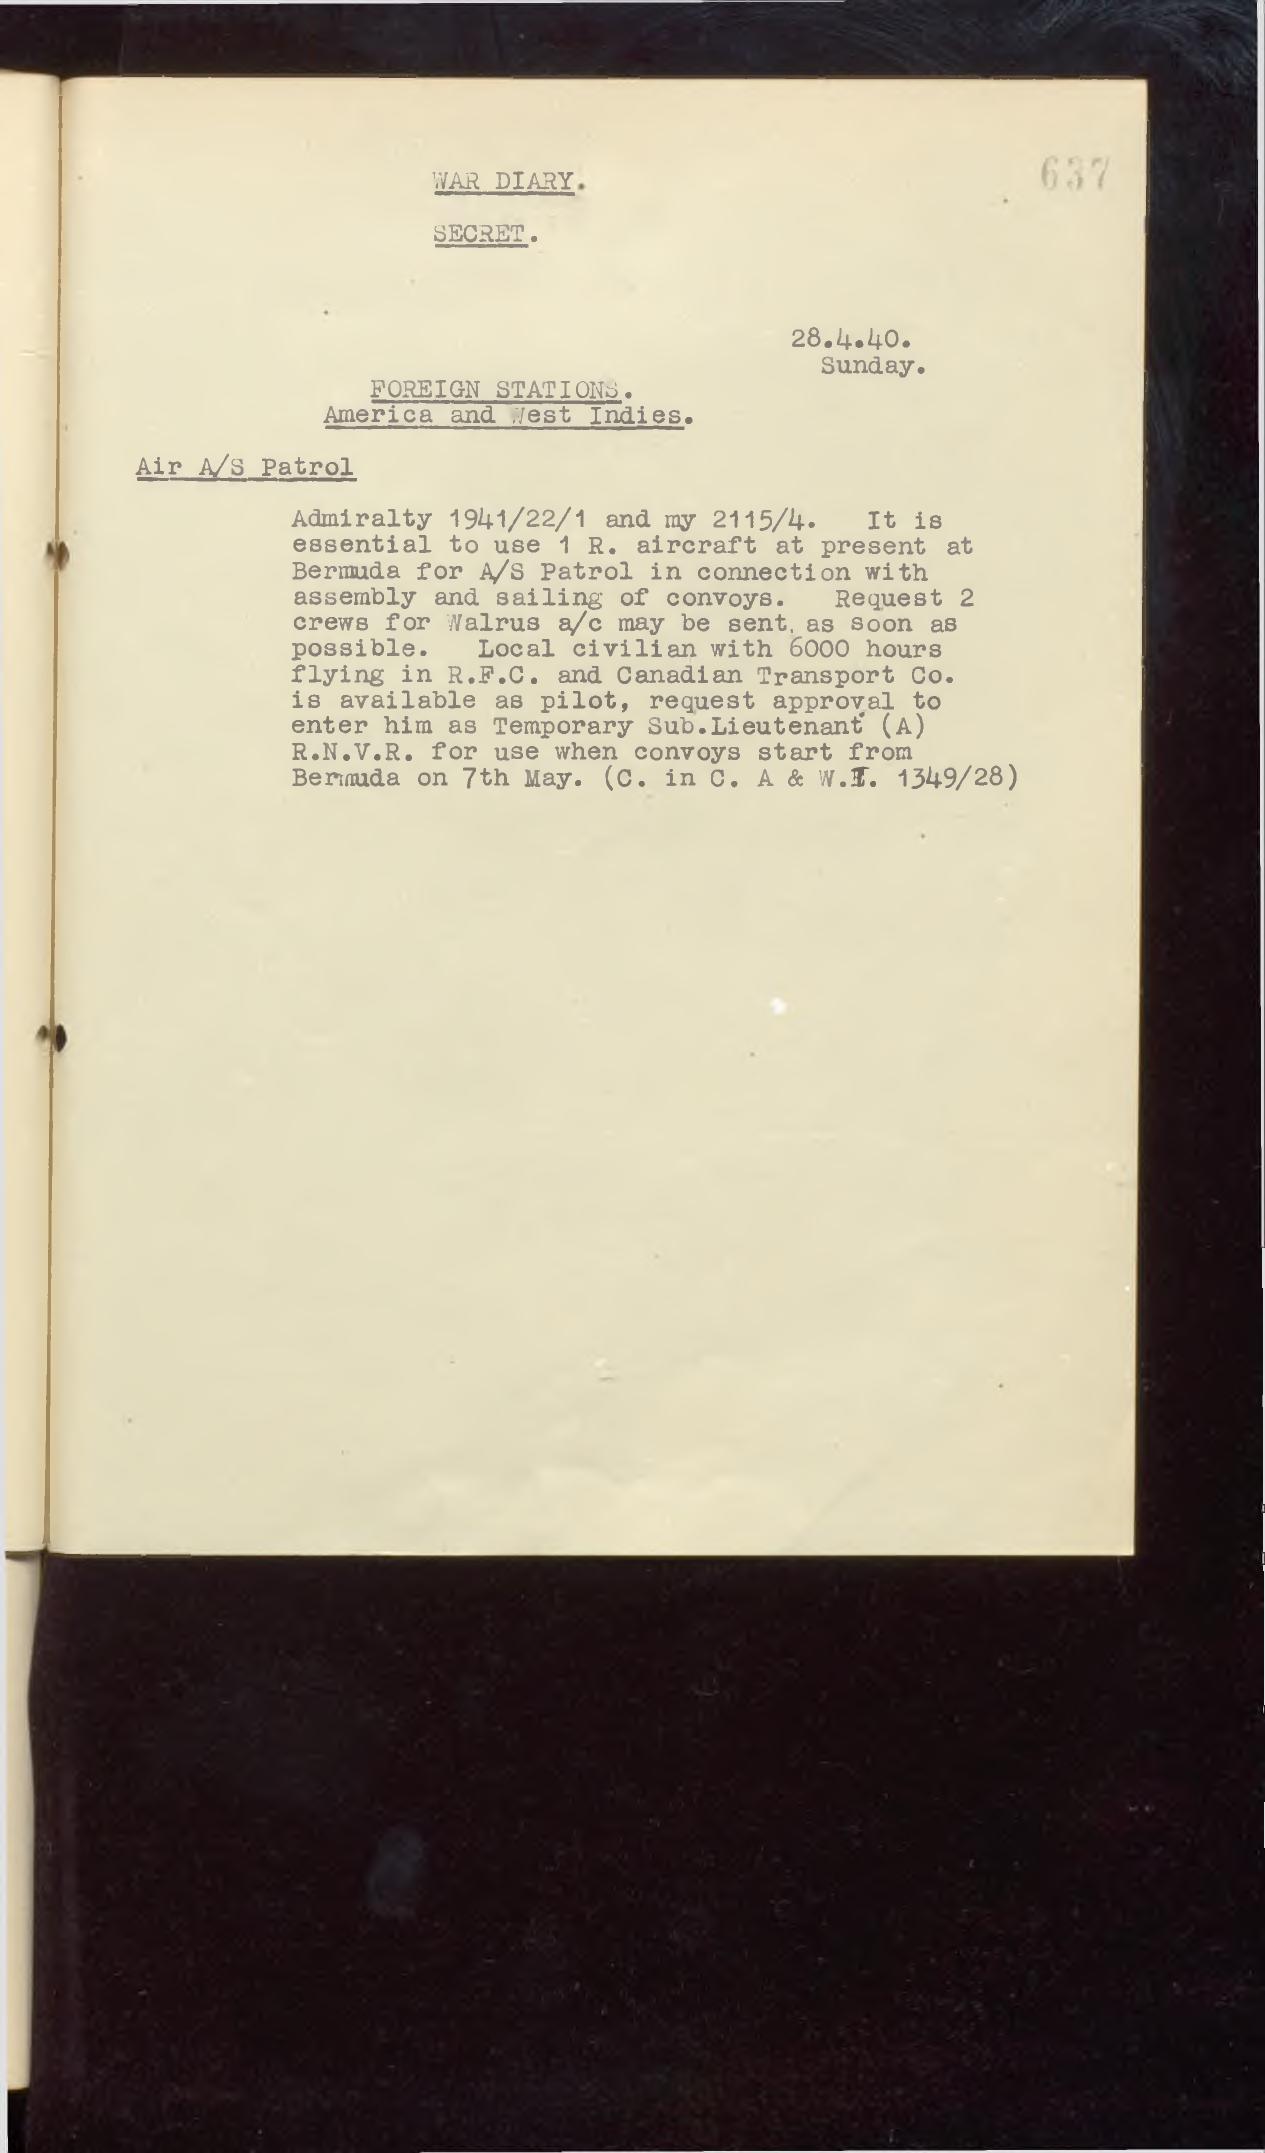 637
WAR DIARY.
SECRET.
28.4.40.
Sunday.
FOREIGN STATIONS.
America and West Indies.
Air A/S Patrol
Admiralty 1941/22/1 and my 2115/4. It is
essential to use 1 R. aircraft at present at
Bermuda for A/S Patrol in connection with
assembly and sailing of convoys. Request 2
crews for Walrus a/c may be sent, as soon as
possible. Local civilian with 6000 hours
flying in R.F.C. and Canadian Transport Co.
is available as pilot, request approval to
enter him as Temporary Sub.Lieutenant (A)
R.N.V.R. for use when convoys start from
Bermuda on 7th May. (C. in C. A & W.I. 1349/28)